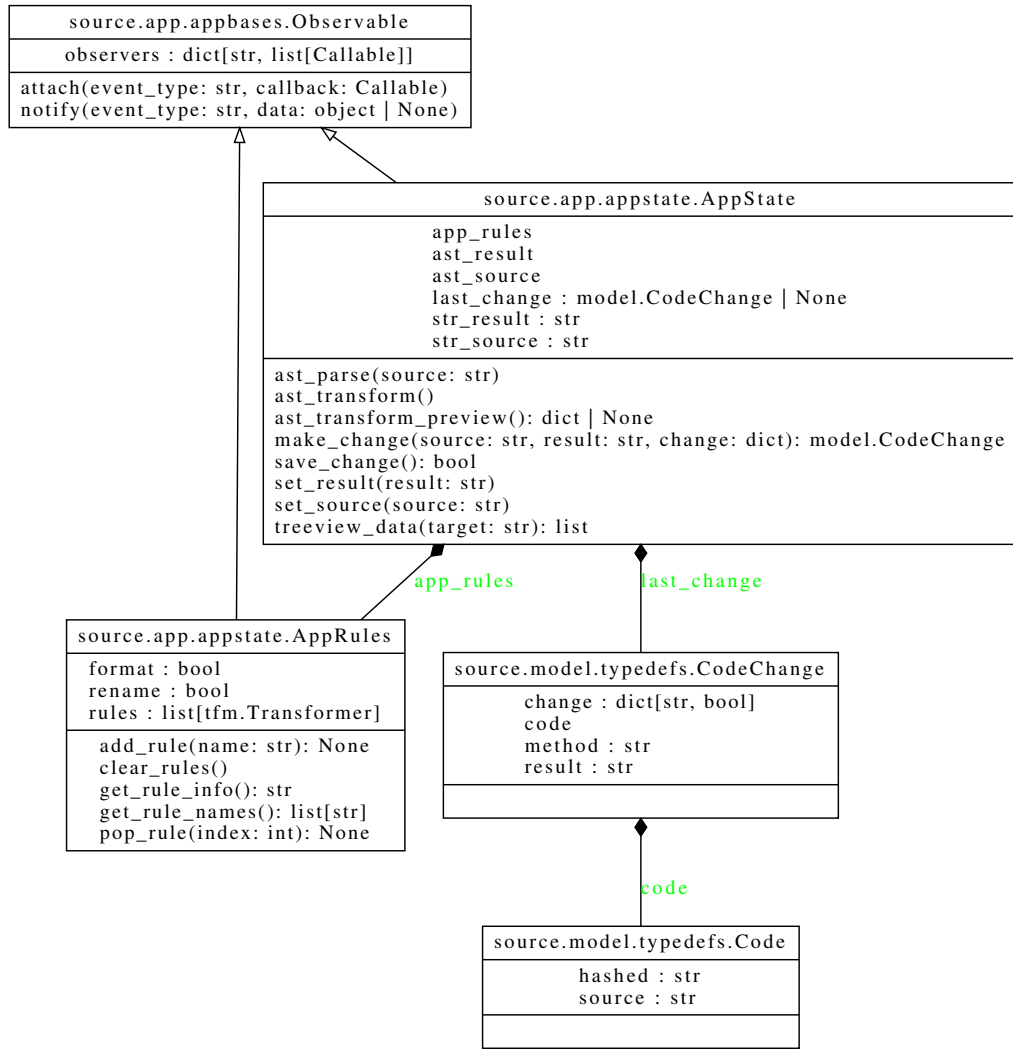 source.app.appbases.Observable
observers : dict[str, list[Callable]]
attach(event_type: str, callback: Callable)
notify(event_type: str, data: object | None)
source.app.appstate.AppState
app_rules
ast_result
ast_source
last_change : model.CodeChange | None
str_result : str
str_source : str
ast_parse(source: str)
ast_transform()
ast_transform_preview(): dict | None
make_change(source: str, result: str, change: dict): model.CodeChange
save_change(): bool
set_result(result: str)
set_source(source: str)
treeview_data(target: str): list
app_rules
last_change
source.app.appstate.AppRules
format : bool
rename : bool
rules : list[tfm.Transformer]
add_rule(name: str): None
clear_rules()
get_rule_info(): str
get_rule_names(): list[str]
pop_rule(index: int): None
source.model.typedefs.CodeChange
change : dict[str, bool]
code
method : str
result : str
code
source.model.typedefs.Code
hashed : str
source : str